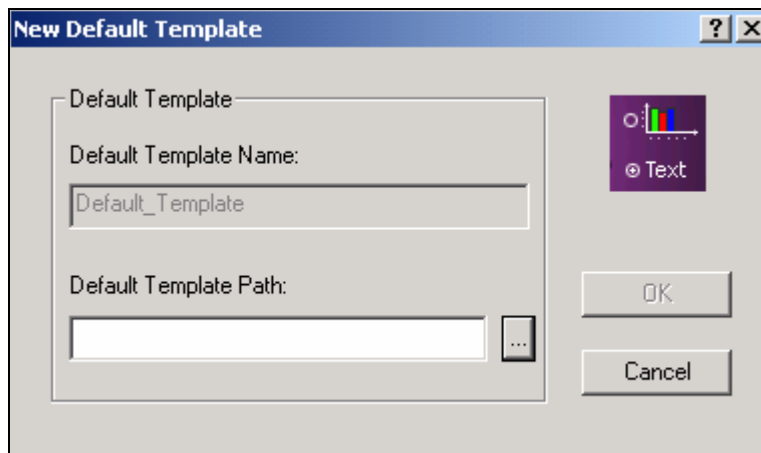 New Default Template
Default Template
Default Template Name:
Default_Template
Default Template Path:
...
Text
OK
Cancel